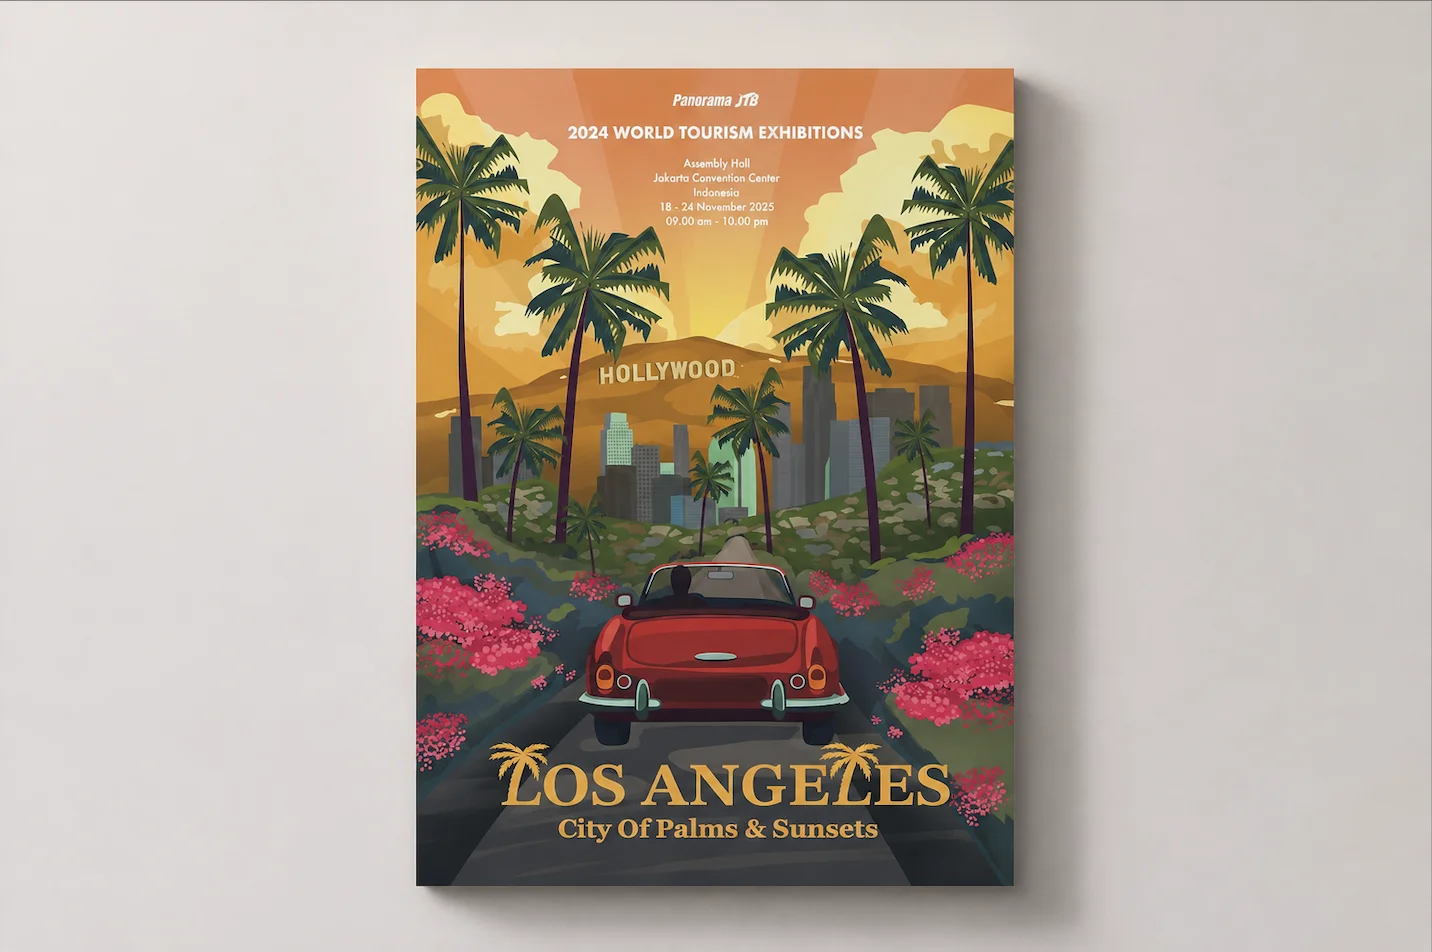 Panorama JTB
2024 WORLD TOURISM EXHIBITIONS
Assembly Hall
Jakarta Convention Center
Indonesia
18 - 24 November 2025
09.00 am - 10.00 pm
HOLLYWOOD
LOS ANGELES
City Of Palms & Sunsets